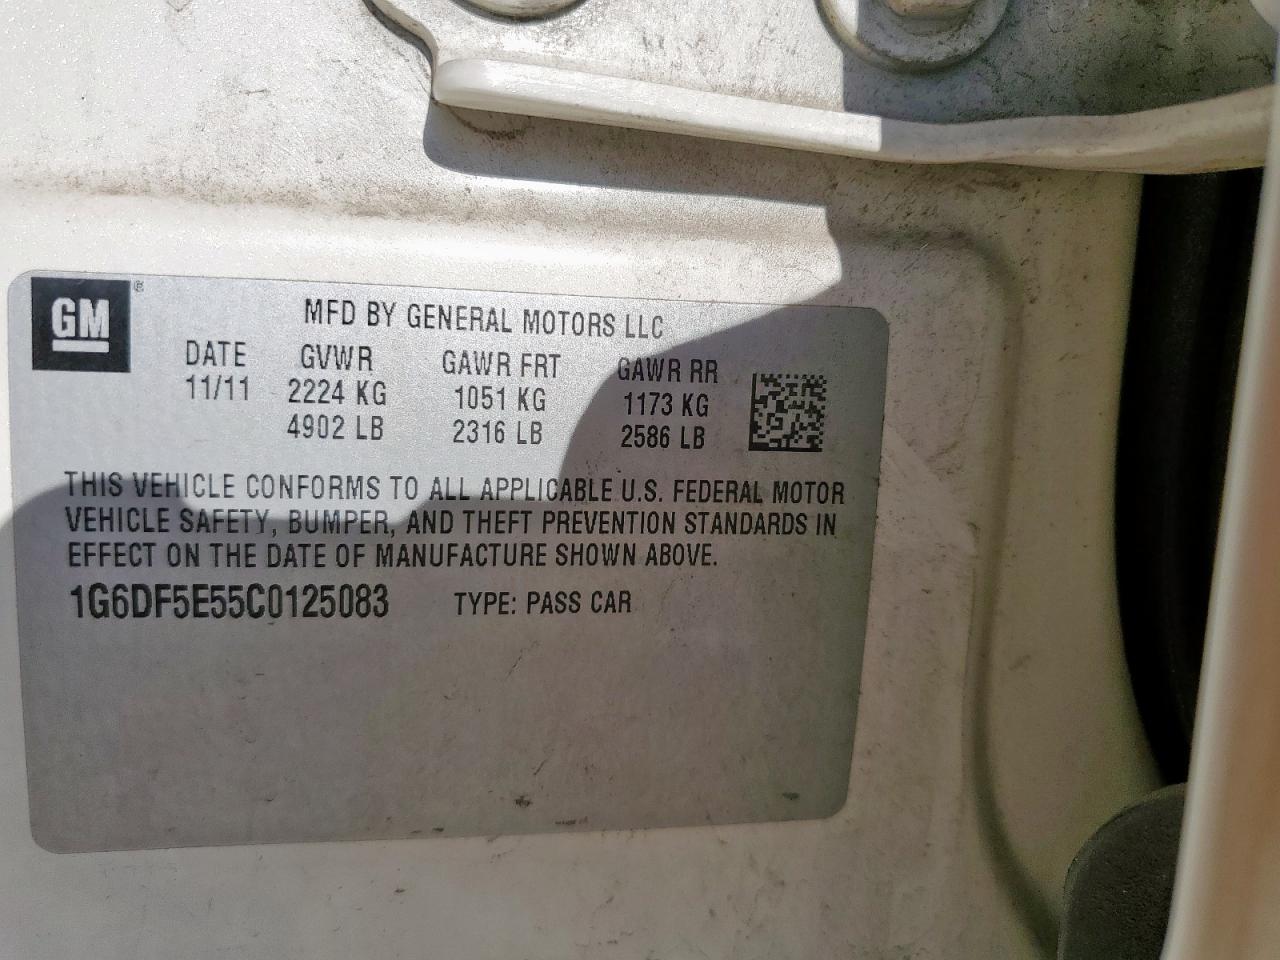 GM®
MFD BY GENERAL MOTORS LLC
DATE GVWR GAWR FRT GAWR RR
11/11 2224 KG 1051 KG 1173 KG
4902 LB 2316 LB 2586 LB
THIS VEHICLE CONFORMS TO ALL APPLICABLE U.S. FEDERAL MOTOR
VEHICLE SAFETY, BUMPER, AND THEFT PREVENTION STANDARDS IN
EFFECT ON THE DATE OF MANUFACTURE SHOWN ABOVE.
1G6DF5E55C0125083 TYPE: PASS CAR